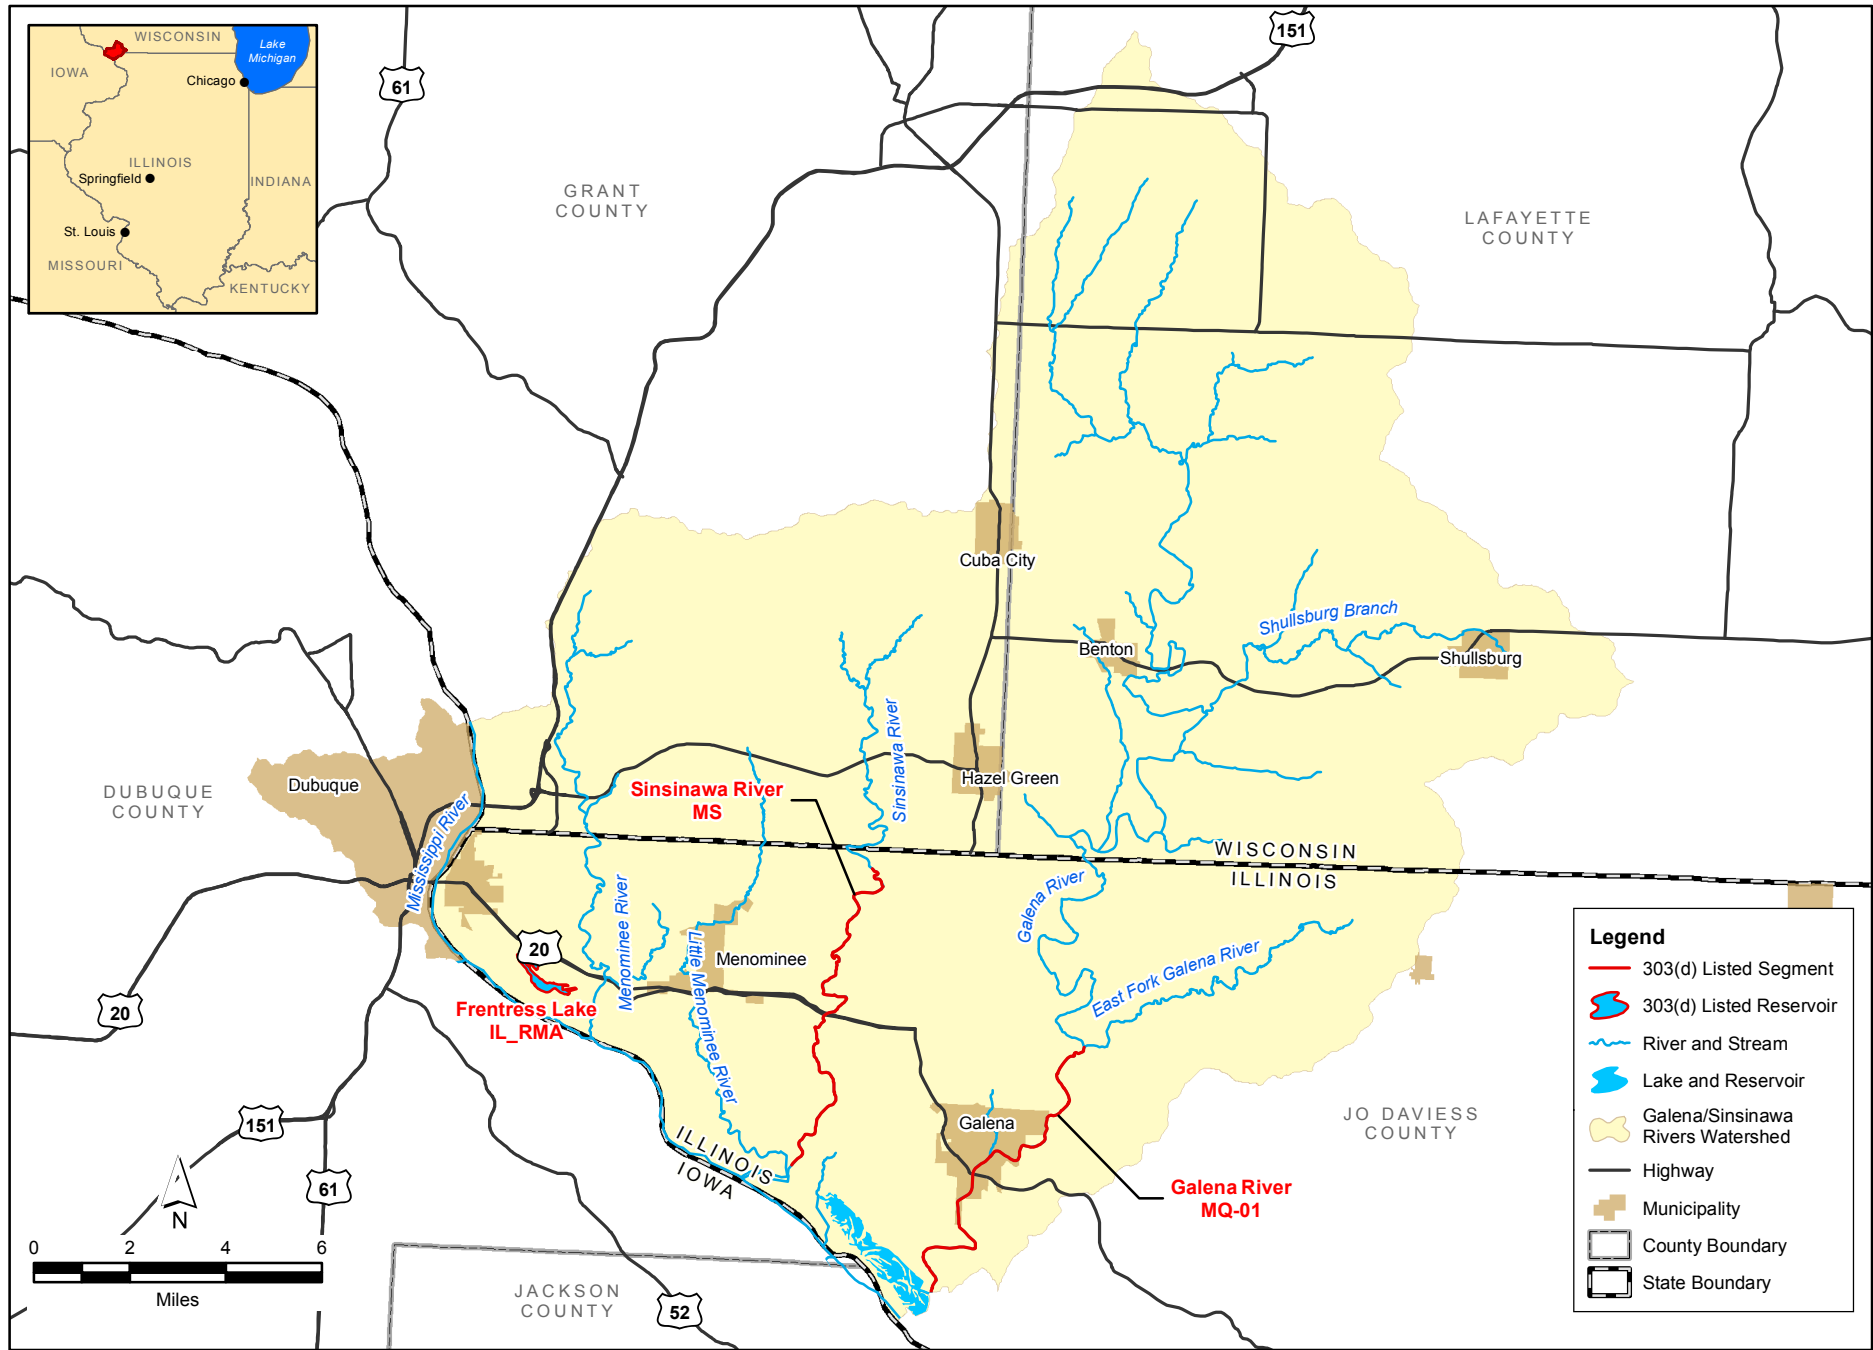 WISCONSIN
Lake
Michigan
IOWA
Chicago
ILLINOIS
Springfield
INDIANA
St. Louis
MISSOURI
KENTUCKY
61
151
GRANT
COUNTY
LAFAYETTE
COUNTY
Cuba City
Shullsburg Branch
Benton
Shullsburg
Sinsinawa River
Hazel Green
DUBUQUE
COUNTY
Dubuque
Mississippi River
Sinsinawa River
MS
WISCONSIN
ILLINOIS
Menominee River
Little Menominee River
Menominee
Galena River
East Fork Galena River
20
Frentress Lake
IL_RMA
20
151
61
Galena
JO DAVIESS
COUNTY
ILLINOIS
IOWA
Galena River
MQ-01
N
0 2 4 6
Miles
JACKSON
COUNTY
52
Legend
303(d) Listed Segment
303(d) Listed Reservoir
River and Stream
Lake and Reservoir
Galena/Sinsinawa
Rivers Watershed
Highway
Municipality
County Boundary
State Boundary